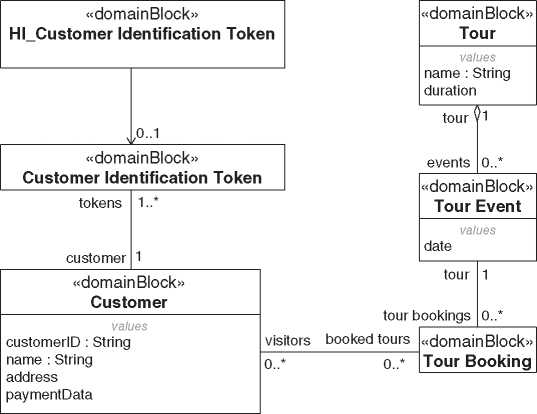 «domainBlock»
HI_Customer Identification Token
0..1
«domainBlock»
Customer Identification Token
tokens 1..*
customer 1
«domainBlock»
Customer
values
customerID : String
name : String
address
paymentData
visitors booked tours
0..* 0..*
«domainBlock»
Tour
values
name : String
duration
tour 1
events 0..*
«domainBlock»
Tour Event
values
date
tour 1
tour bookings 0..*
«domainBlock»
Tour Booking